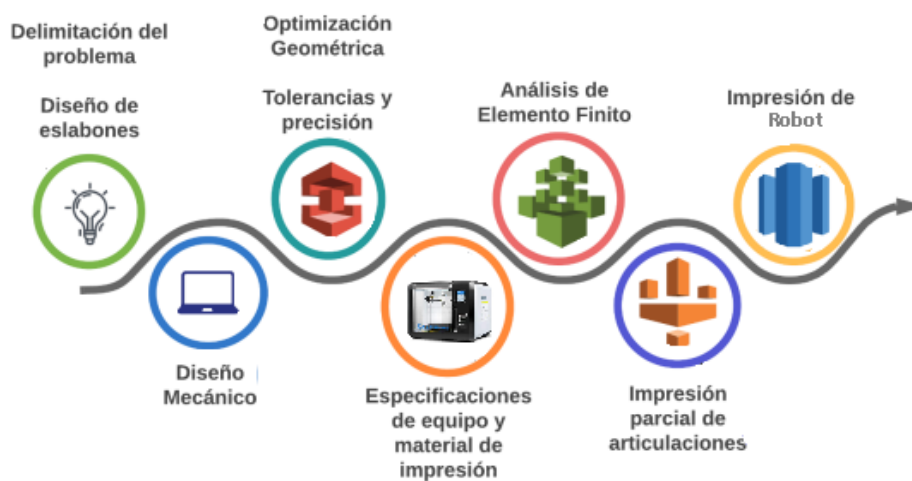 Delimitación del
problema
Diseño de
eslabones
Diseño
Mecánico
Optimización
Geométrica
Tolerancias y
precisión
Especificaciones
de equipo y
material de
impresión
Análisis de
Elemento Finito
Impresión
parcial de
articulaciones
Impresión de
Robot